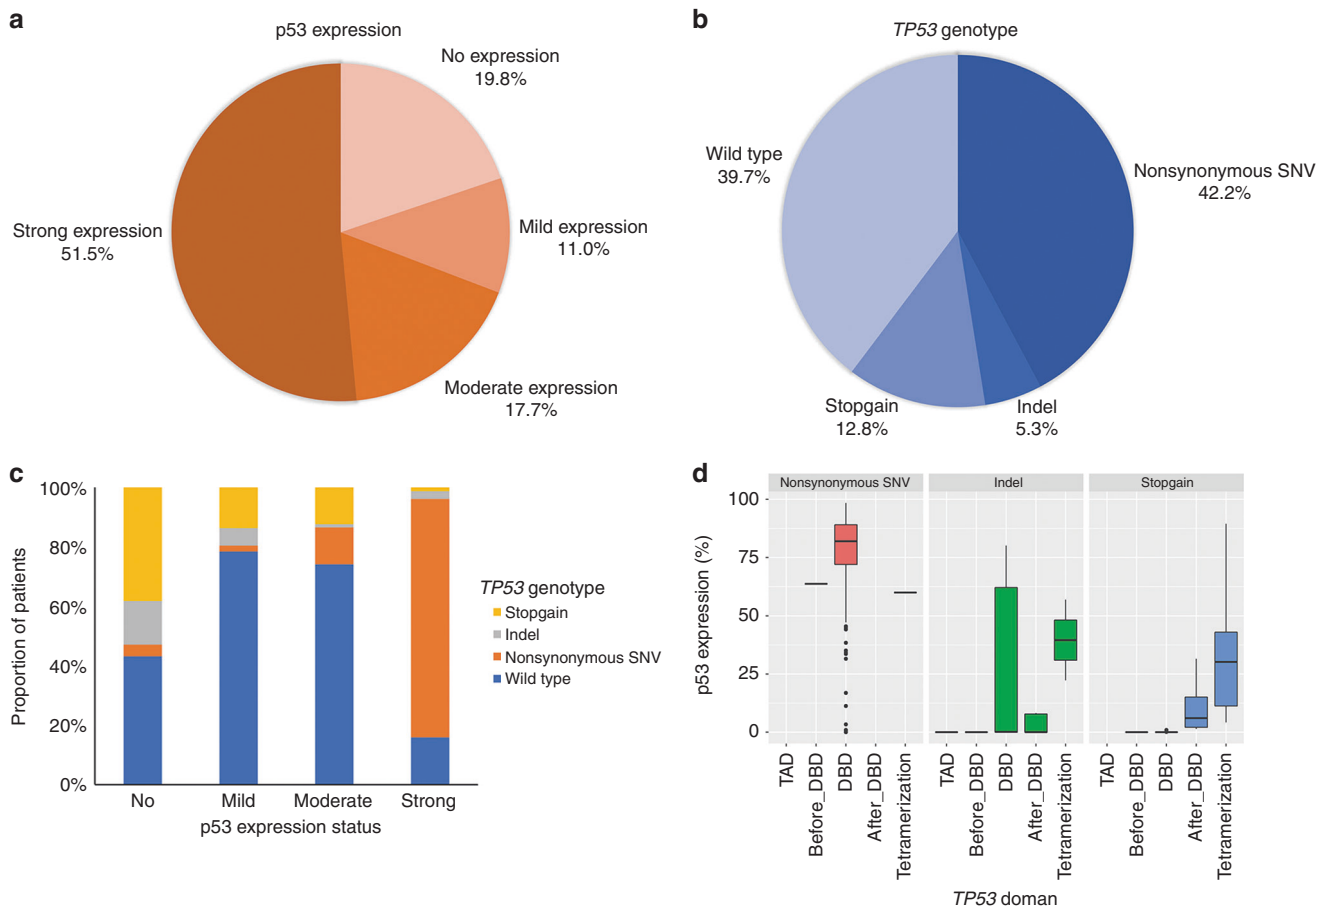 a
p53 expression
No expression
19.8%
Mild expression
11.0%
Moderate expression
17.7%
Strong expression
51.5%
b
TP53 genotype
Wild type
39.7%
Nonsynonymous SNV
42.2%
Stopgain
12.8%
Indel
5.3%
c
100%
80%
60%
40%
20%
0%
Proportion of patients
No
Mild
Moderate
Strong
p53 expression status
TP53 genotype
Stopgain
Indel
Nonsynonymous SNV
Wild type
d
Nonsynonymous SNV
Indel
Stopgain
100
75
50
25
0
p53 expression (%)
TAD
Before_DBD
DBD
After_DBD
Tetramerization
TAD
Before_DBD
DBD
After_DBD
Tetramerization
TAD
Before_DBD
DBD
After_DBD
Tetramerization
TP53 doman